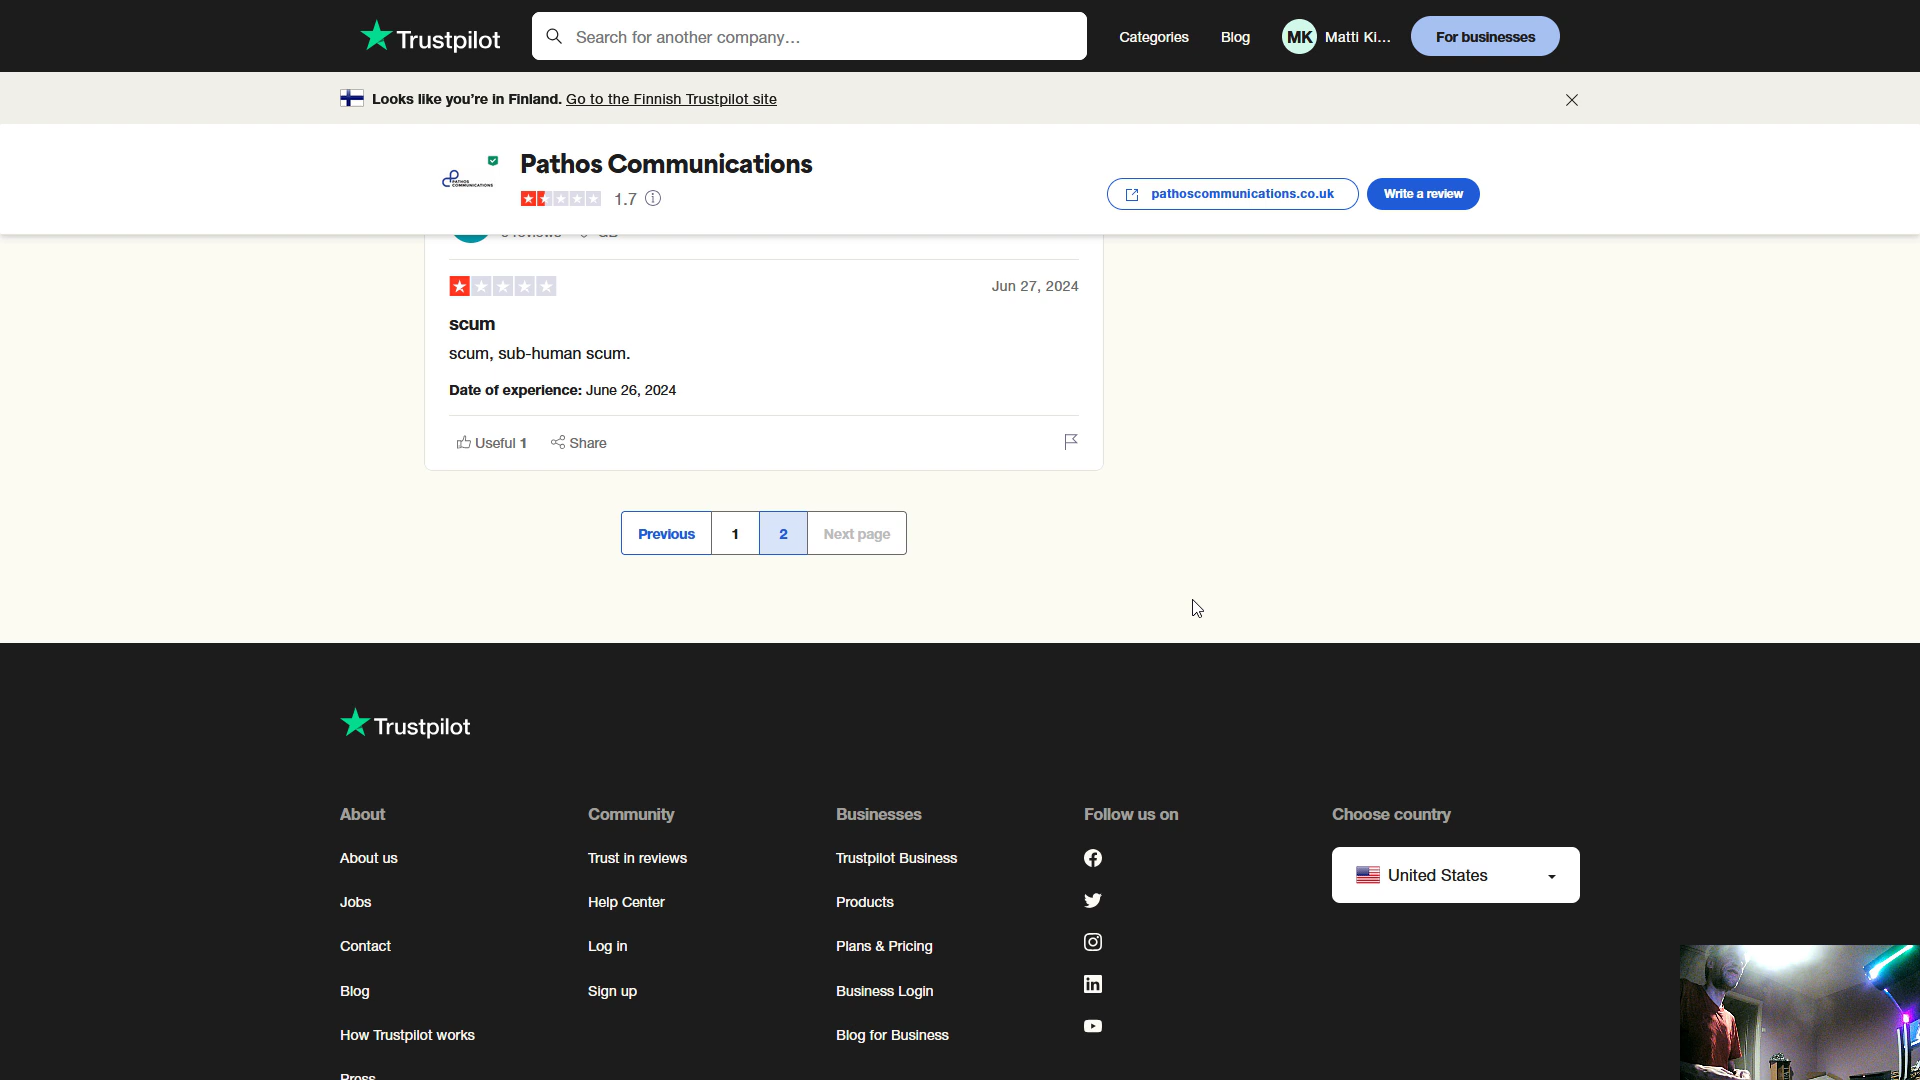 Trustpilot
Search for another company...
Categories
Blog
MK
Matti Ki...
For businesses
Looks like you're in Finland. Go to the Finnish Trustpilot site
PATHOS
COMMUNICATIONS
Pathos Communications
1.7
pathoscommunications.co.uk
Write a review
Jun 27, 2024
scum
scum, sub-human scum.
Date of experience: June 26, 2024
Useful 1
Share
Previous
1
2
Next page
Trustpilot
About
About us
Jobs
Contact
Blog
How Trustpilot works
Press
Community
Trust in reviews
Help Center
Log in
Sign up
Businesses
Trustpilot Business
Products
Plans & Pricing
Business Login
Blog for Business
Follow us on
Choose country
United States